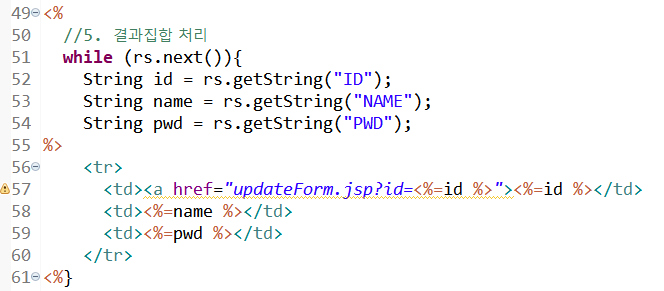 49 <%
50 //5. 결과집합 처리
51 while (rs.next()){
52 String id = rs.getString("ID");
53 String name = rs.getString("NAME");
54 String pwd = rs.getString("PWD");
55 %>
56 <tr>
57 <td><a href="updateForm.jsp?id=<%=id %>"><%=id %></td>
58 <td><%=name %></td>
59 <td><%=pwd %></td>
60 </tr>
61 <%}